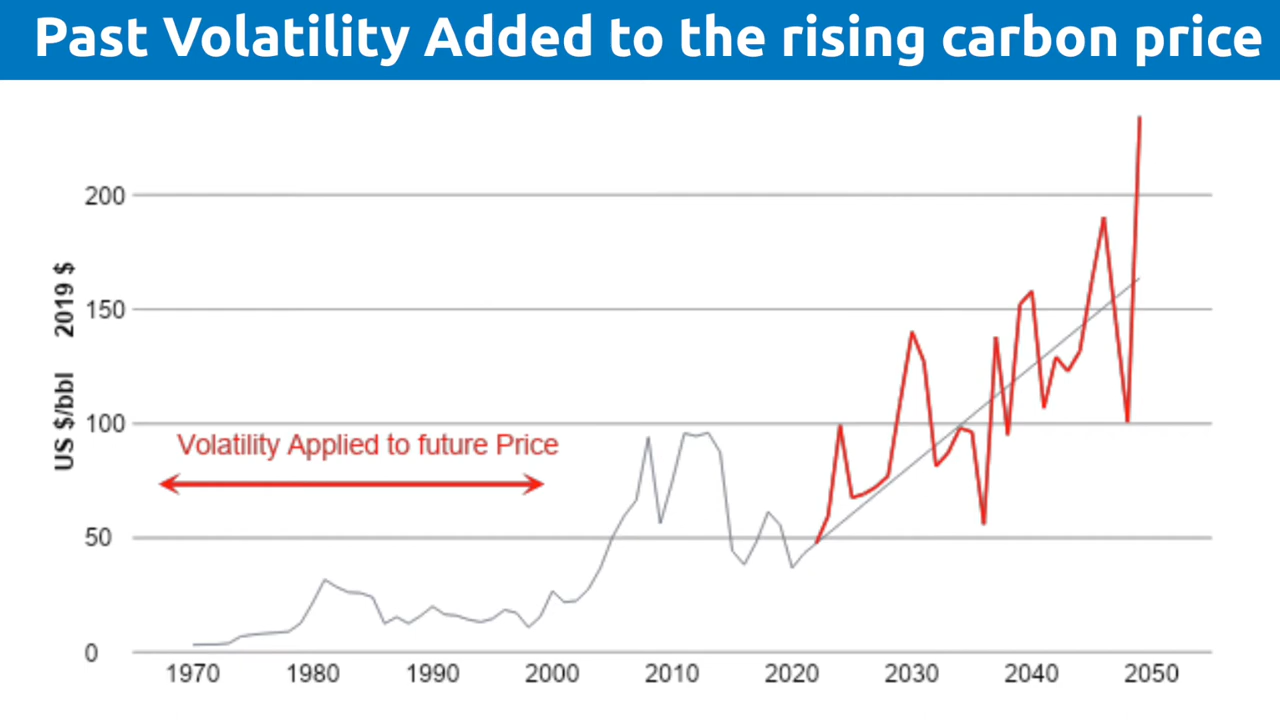 Past Volatility Added to the rising carbon price
US $/bbl 2019 $
200
150
100
50
0
Volatility Applied to future Price
1970 1980 1990 2000 2010 2020 2030 2040 2050